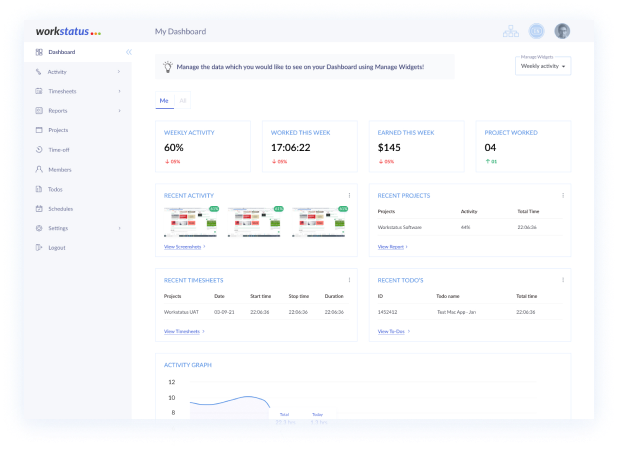 workstatus
My Dashboard
Dashboard
Activity
Timesheets
Reports
Projects
Time-off
Members
Todos
Schedules
Settings
Logout
Manage the data which you would like to see on your Dashboard using Manage Widgets!
Manage Widgets
Weekly activity
Me All
WEEKLY ACTIVITY
60%
↓ 05%
WORKED THIS WEEK
17:06:22
↓ 05%
EARNED THIS WEEK
$145
↓ 05%
PROJECT WORKED
04
↑ 01
RECENT ACTIVITY
View Screenshots >
RECENT PROJECTS
Projects Activity Total Time
Workstatus Software 44% 22:06:36
View Report >
RECENT TIMESHEETS
Projects Date Start time Stop time Duration
Workstatus UAT 03-09-21 22:06:36 22:06:36 22:06:36
View Timesheets >
RECENT TODO'S
ID Todo name Total time
1452412 Test Mac App - Jan 22:06:36
View To-Dos >
ACTIVITY GRAPH
12
10
8
Total Today